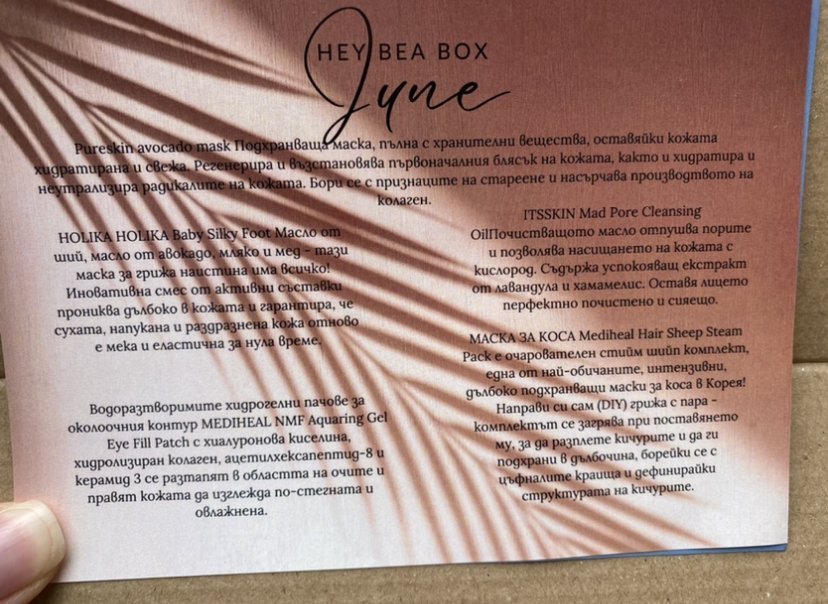 HEY BEA BOX
June
Pureskin avocado mask Подхранваща маска, пълна с хранителни вещества, оставяйки кожата
хидратирана и свежа. Регенерира и възстановява първоначалния блясък на кожата, както и хидратира и
неутрализира радикалите на кожата. Бори се с признаците на стареене и насърчава производтвото на
колаген.
HOLIKA HOLIKA Baby Silky Foot Масло от
ший, масло от авокадо, мляко и мед - тази
маска за грижа наистина има всичко!
Иновативна смес от активни съставки
прониква дълбоко в кожата и гарантира, че
сухата, напукана и раздразнена кожа отново
е мека и еластична за нула време.
Водоразтворимите хидрогелни пачове за
околоочния контур MEDIHEAL NMF Aquaring Gel
Eye Fill Patch с хиалуронова киселина,
хидролизиран колаген, ацетилхексапептид-8 и
керамид 3 се разтапят в областта на очите и
правят кожата да изглежда по-стегната и
овлажнена.
ITSSKIN Mad Pore Cleansing
OilПочистващото масло отпушва порите
и позволява насищането на кожата с
кислород. Съдържа успокояващ екстракт
от лавандула и хамамелис. Оставя лицето
перфектно почистено и сияещо.
МАСКА ЗА КОСА Mediheal Hair Sheep Steam
Pack е очарователен стийм шийп комплект,
една от най-обичаните, интензивни,
дълбоко подхранващи маски за коса в Корея!
Направи си сам (DIY) грижа с пара -
комплектът се загрява при поставянето
му, за да разплете кичурите и да ги
подхрани в дълбочина, борейки се с
цъфналите краища и дефинирайки
структурата на кичурите.